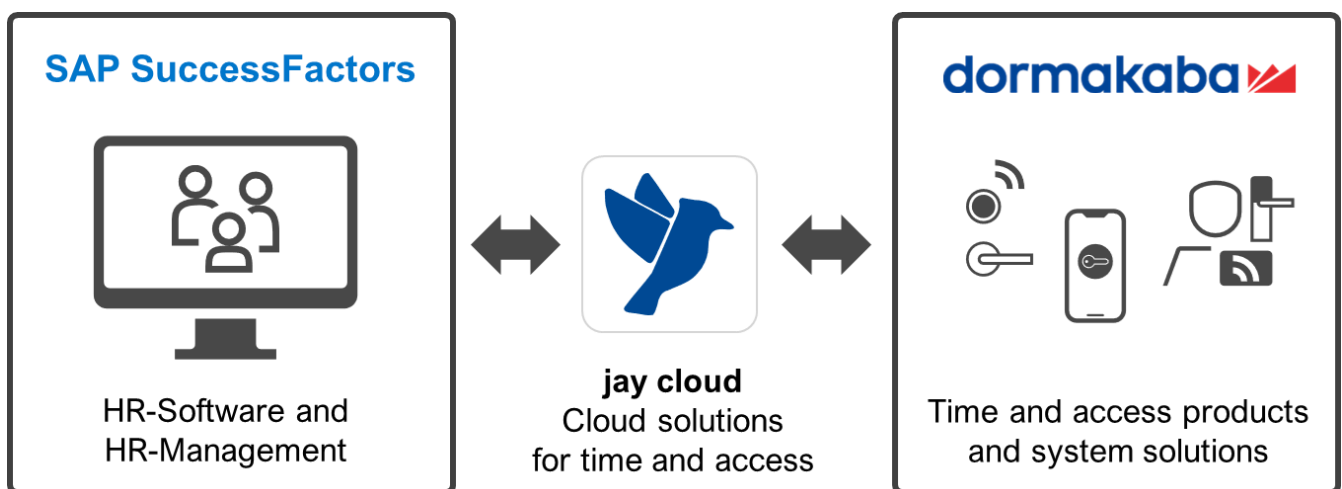 SAP SuccessFactors
HR-Software and
HR-Management
jay cloud
Cloud solutions
for time and access
dormakaba
Time and access products
and system solutions